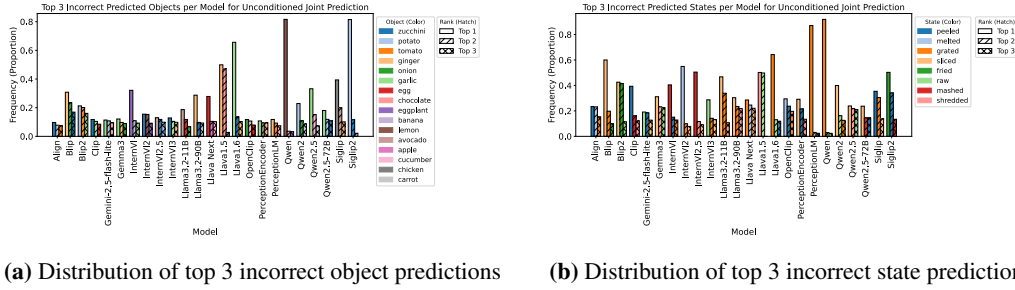 Top 3 Incorrect Predicted Objects per Model for Unconditioned Joint Prediction
Frequency (Proportion)
0.8
0.6
0.4
0.2
0.0
Align
Blip
Blip2
Clip
Gemini-2.5-flash-lite
Gemma3
InternVl
InternVl2
InternVl2.5
InternVl3
Llama3.2-11B
Llama3.2-90B
Llava Next
Llava1.5
Llava1.6
OpenClip
PerceptionEncoder
PerceptionLM
Qwen
Qwen2
Qwen2.5
Qwen2.5-72B
Siglip
Siglip2
Model
Object (Color)
zucchini
potato
tomato
ginger
onion
garlic
egg
chocolate
eggplant
banana
lemon
avocado
apple
cucumber
chicken
carrot
Rank (Hatch)
Top 1
Top 2
Top 3
(a) Distribution of top 3 incorrect object predictions
Top 3 Incorrect Predicted States per Model for Unconditioned Joint Prediction
Frequency (Proportion)
0.8
0.6
0.4
0.2
0.0
Align
Blip
Blip2
Clip
Gemini-2.5-flash-lite
Gemma3
InternVl
InternVl2
InternVl2.5
InternVl3
Llama3.2-11B
Llama3.2-90B
Llava Next
Llava1.5
Llava1.6
OpenClip
PerceptionEncoder
PerceptionLM
Qwen
Qwen2
Qwen2.5
Qwen2.5-72B
Siglip
Siglip2
Model
State (Color)
peeled
melted
grated
sliced
fried
raw
mashed
shredded
Rank (Hatch)
Top 1
Top 2
Top 3
(b) Distribution of top 3 incorrect state prediction